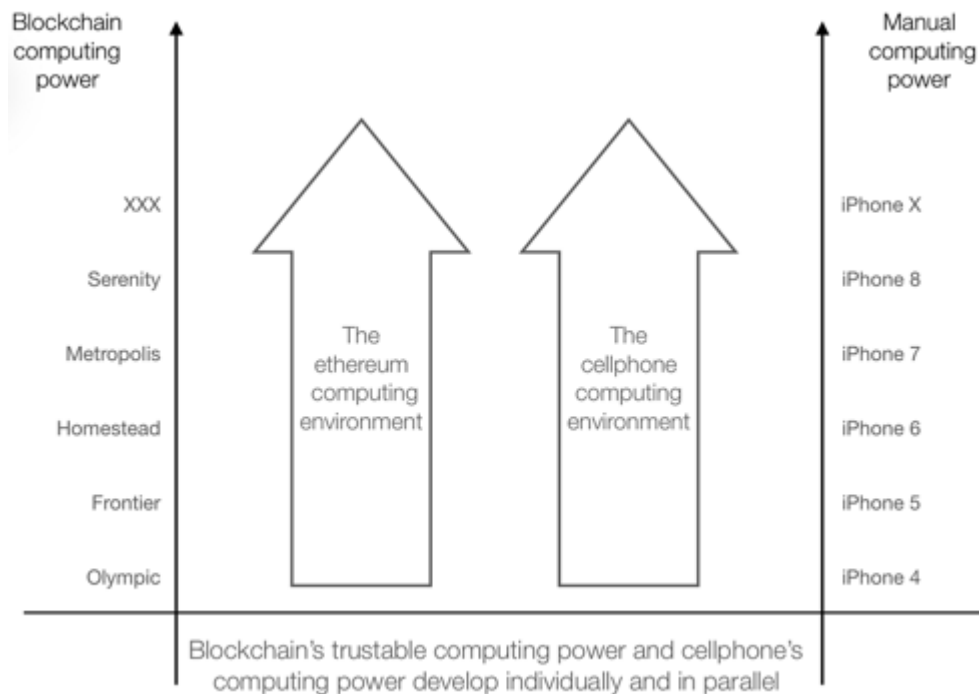 Blockchain
computing
power
Manual
computing
power
XXX
Serenity
Metropolis
Homestead
Frontier
Olympic
The
ethereum
computing
environment
The
cellphone
computing
environment
iPhone X
iPhone 8
iPhone 7
iPhone 6
iPhone 5
iPhone 4
Blockchain’s trustable computing power and cellphone’s
computing power develop individually and in parallel